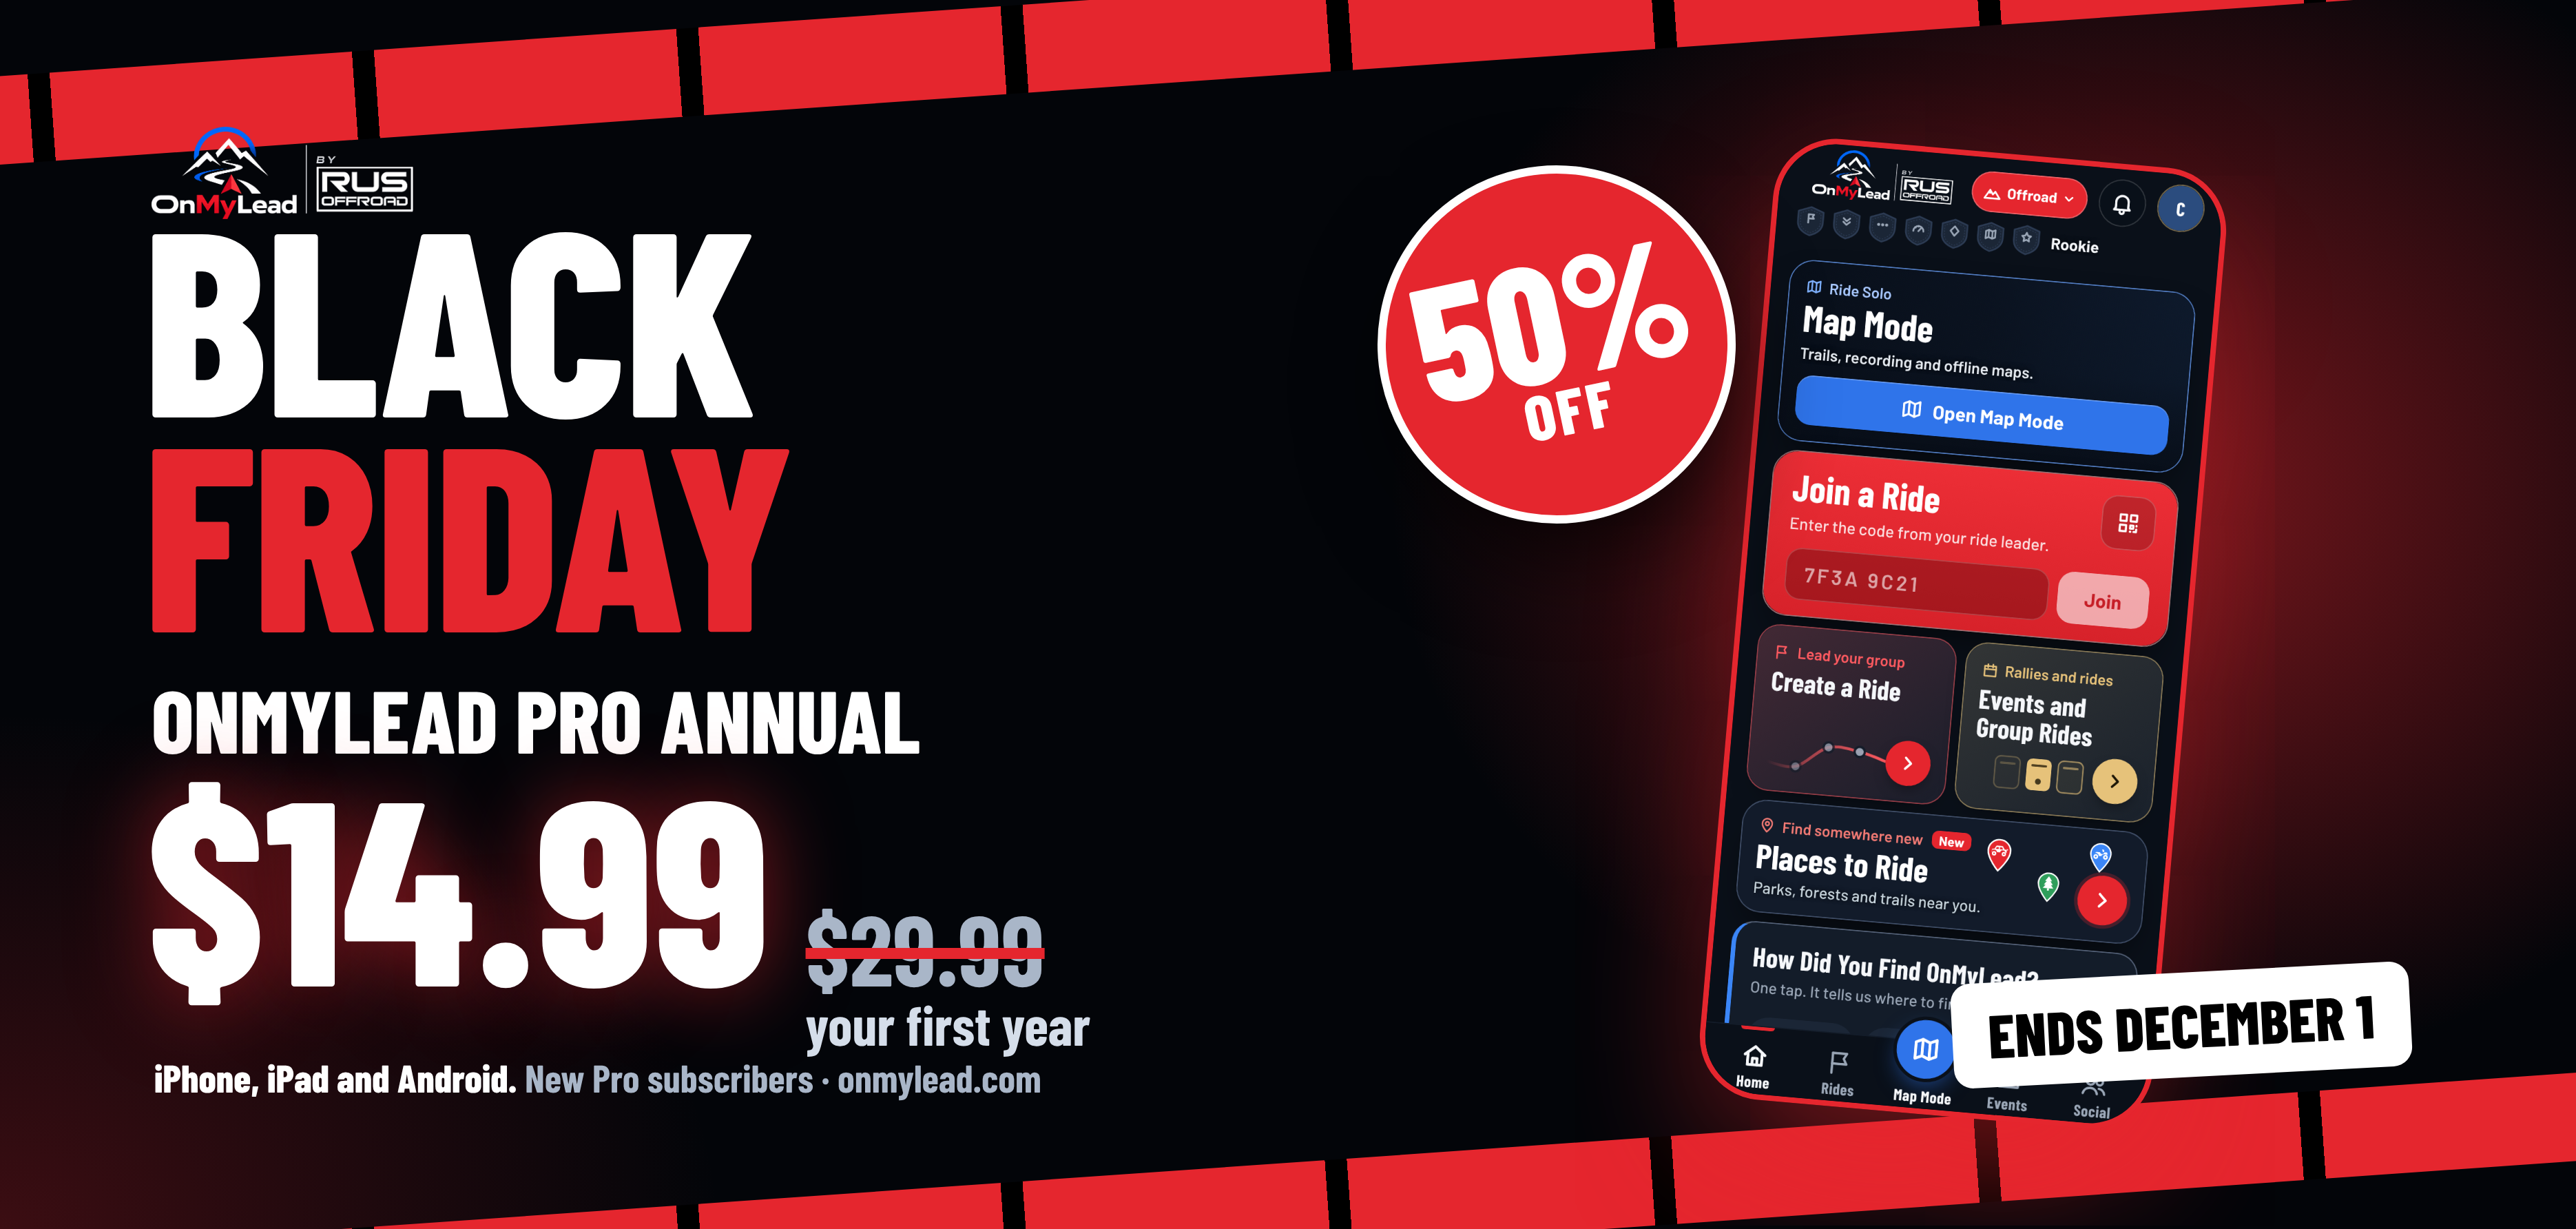 OnMyLead
BY
RUS
OFFROAD
BLACK
FRIDAY
ONMYLEAD PRO ANNUAL
$14.99
$29.99
your first year
iPhone, iPad and Android. New Pro subscribers · onmylead.com
50%
OFF
OnMyLead
BY
RUS
OFFROAD
Offroad
C
Rookie
Ride Solo
Map Mode
Trails, recording and offline maps.
Open Map Mode
Join a Ride
Enter the code from your ride leader.
7F3A 9C21
Join
Lead your group
Create a Ride
Rallies and rides
Events and
Group Rides
Find somewhere new
New
Places to Ride
Parks, forests and trails near you.
How Did You Find OnMyLead?
One tap. It tells us where to
Home
Rides
Map Mode
Events
Social
ENDS DECEMBER 1